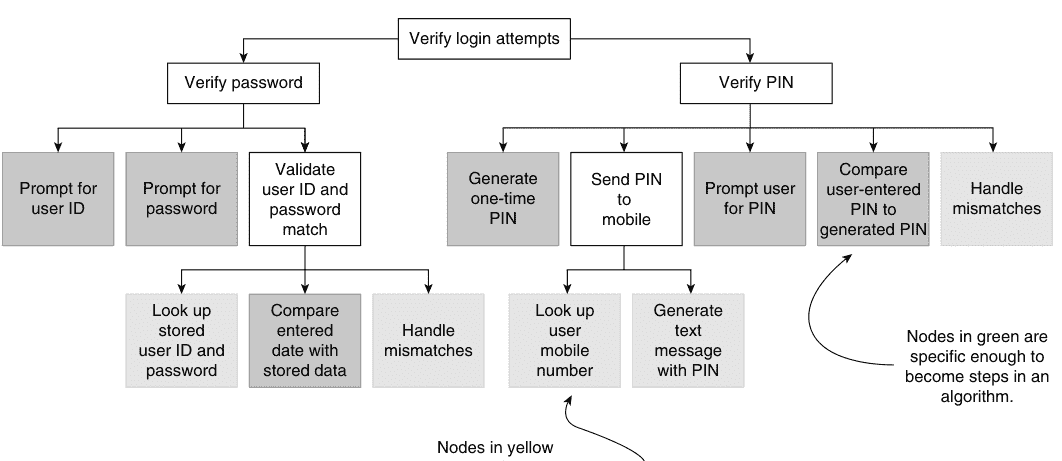 Verify login attempts
Verify password
Verify PIN
Prompt for
user ID
Prompt for
password
Validate
user ID and
password
match
Generate
one-time
PIN
Send PIN
to
mobile
Prompt user
for PIN
Compare
user-entered
PIN to
generated PIN
Handle
mismatches
Look up
stored
user ID and
password
Compare
entered
date with
stored data
Handle
mismatches
Look up
user
mobile
number
Generate
text
message
with PIN
Nodes in green are
specific enough to
become steps in an
algorithm.
Nodes in yellow